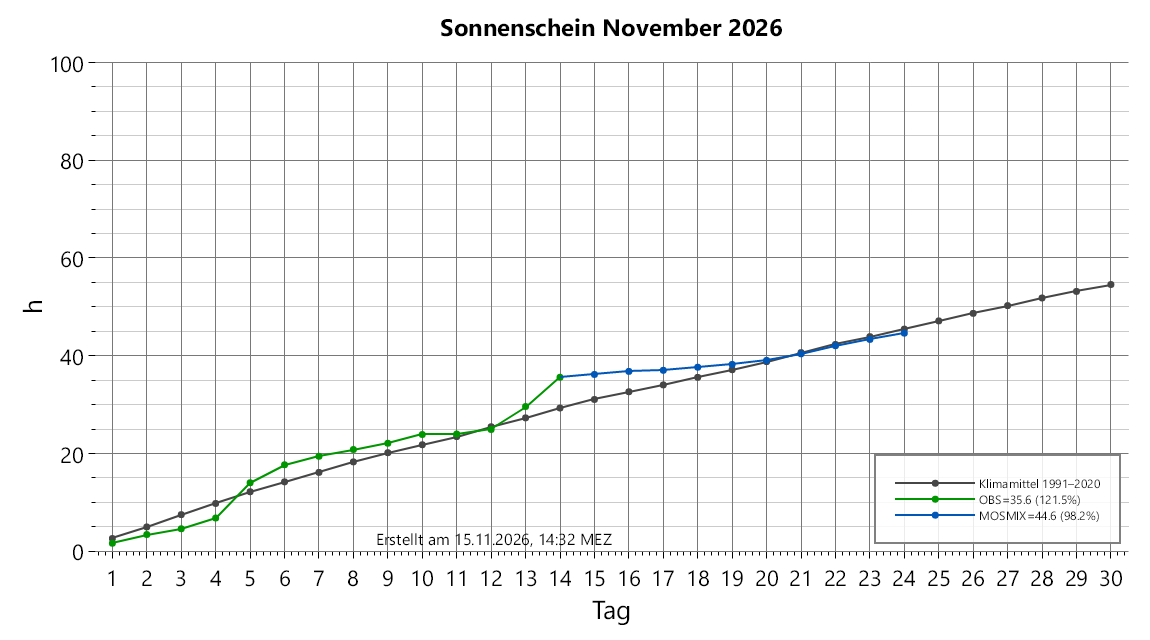 Sonnenschein November 2026
100
80
60
40
20
0
h
1 2 3 4 5 6 7 8 9 10 11 12 13 14 15 16 17 18 19 20 21 22 23 24 25 26 27 28 29 30
Tag
Erstellt am 15.11.2026, 14:32 MEZ
Klimamittel 1991–2020
OBS=35.6 (121.5%)
MOSMIX=44.6 (98.2%)